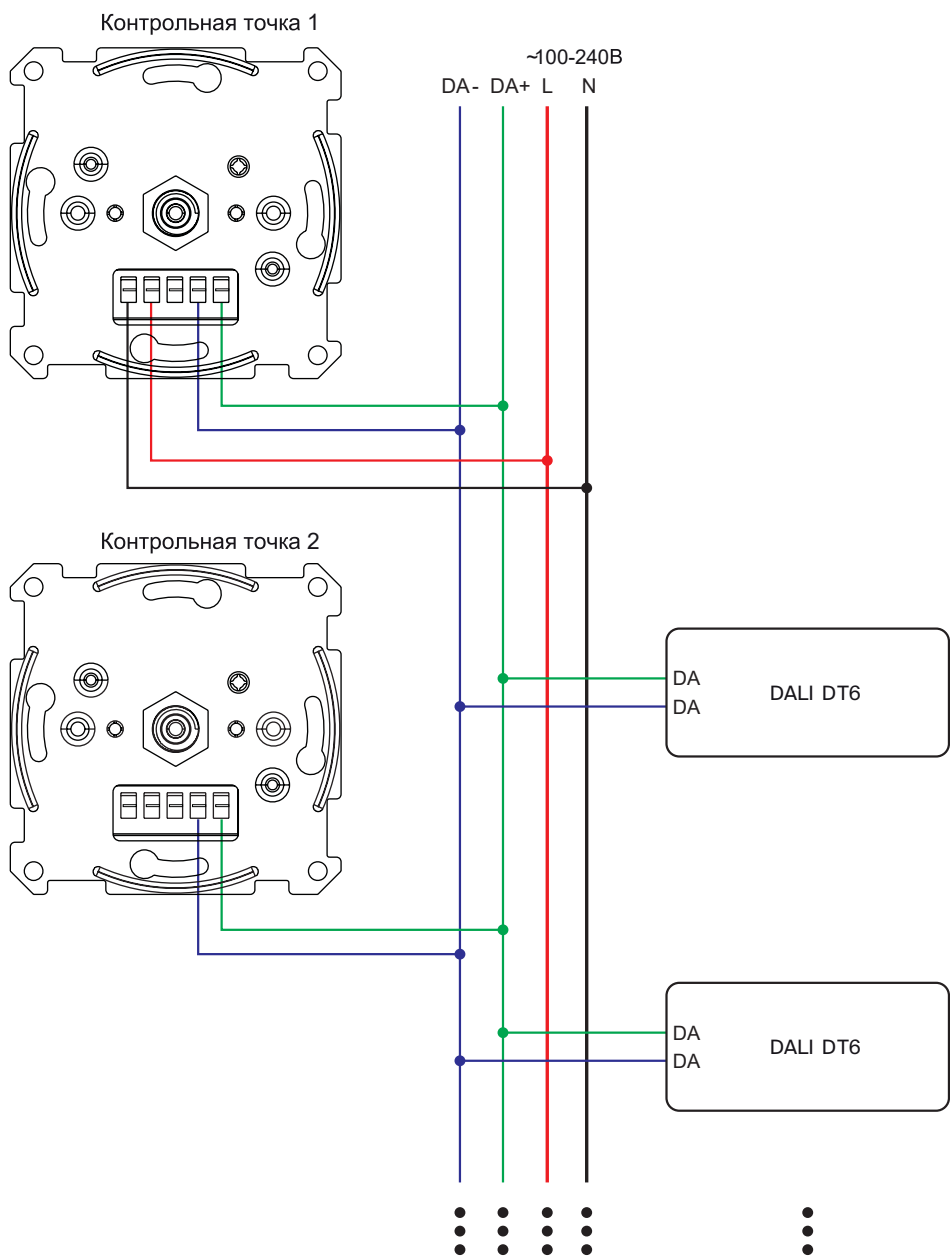 Контрольная точка 1
~100-240В
DA- DA+ L N
Контрольная точка 2
DA
DA
DALI DT6
DA
DA
DALI DT6